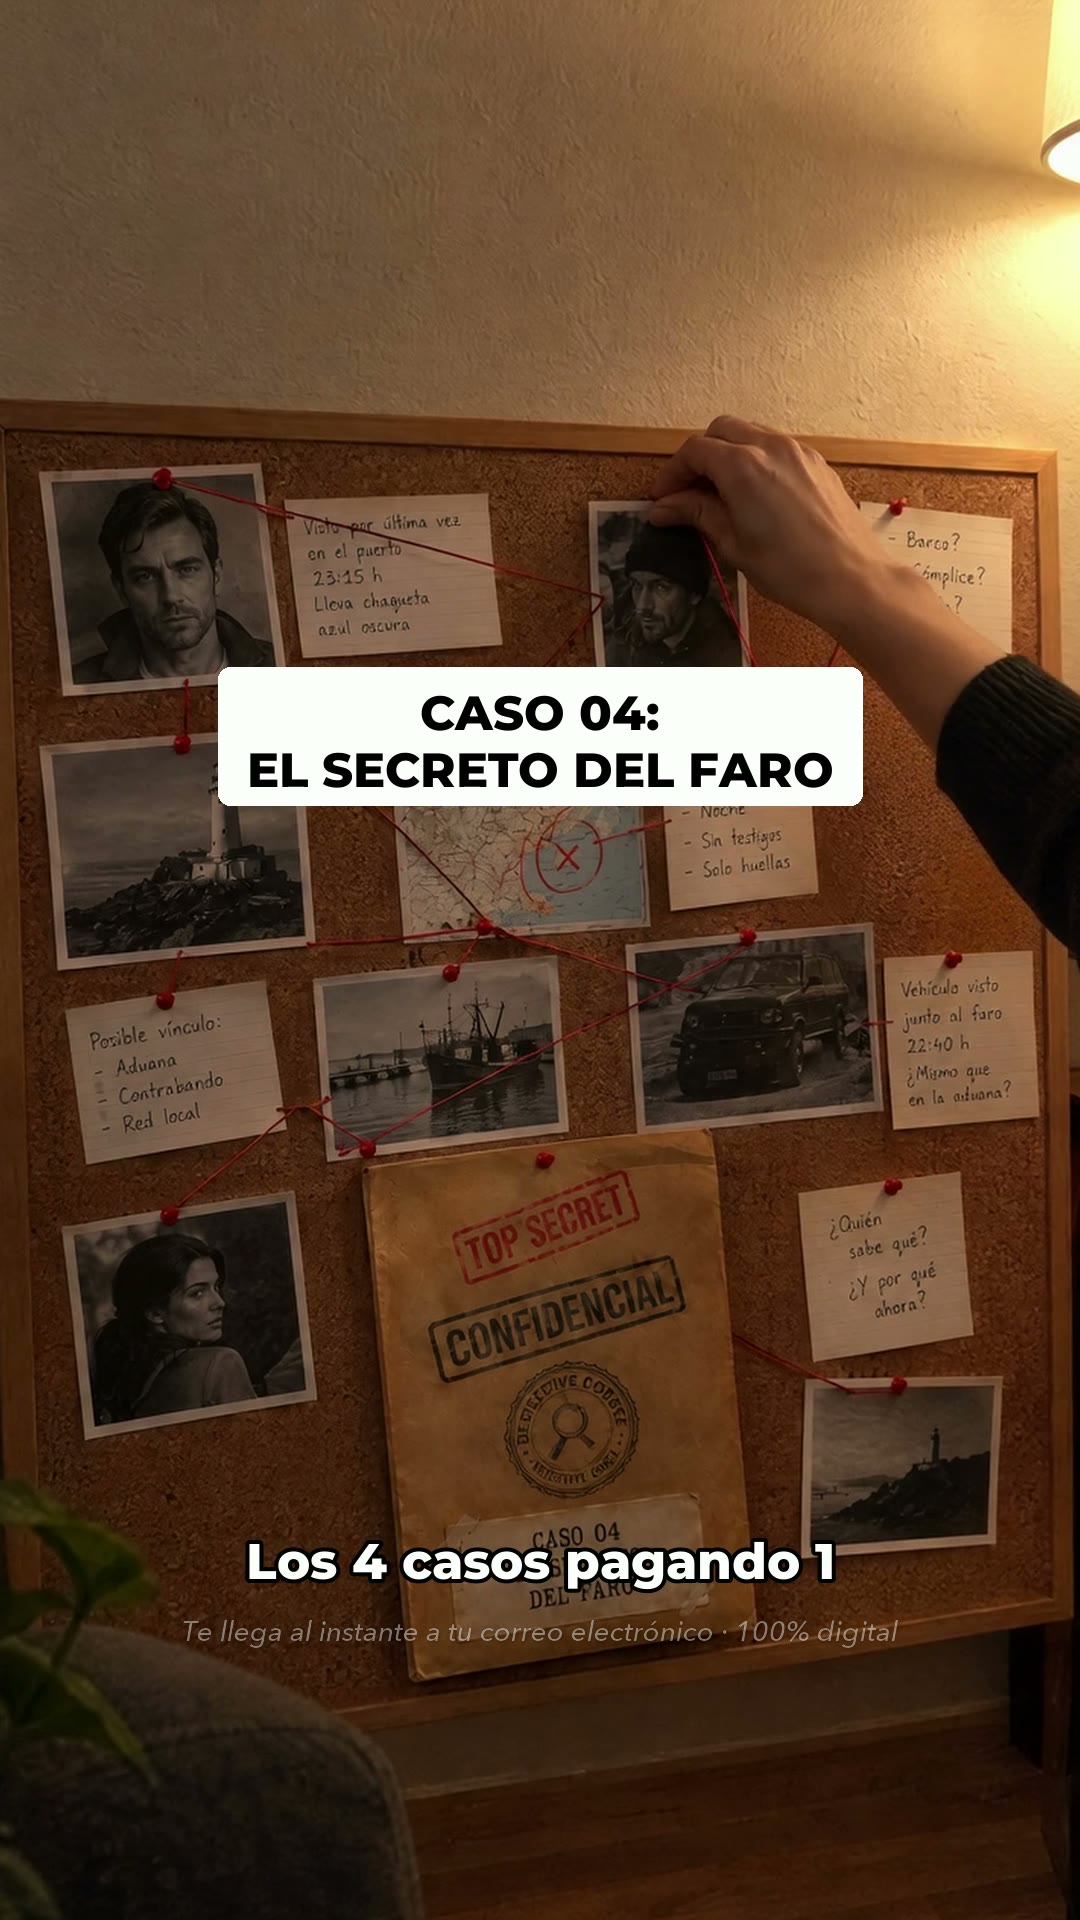 Visto por última vez
en el puerto
23:15 h
Lleva chaqueta
azul oscura
- Barco?
CASO 04:
EL SECRETO DEL FARO
- Noche
- Sin testigos
- Solo huellas
Posible vínculo:
- Aduana
- Contrabando
- Red local
Vehículo visto
junto al faro
22:40 h
¿Mismo que
en la aduana?
TOP SECRET
CONFIDENCIAL
¿Quién
sabe qué?
¿Y por qué
ahora?
CASO 04
DEL FARO
Los 4 casos pagando 1
Te llega al instante a tu correo electrónico · 100% digital